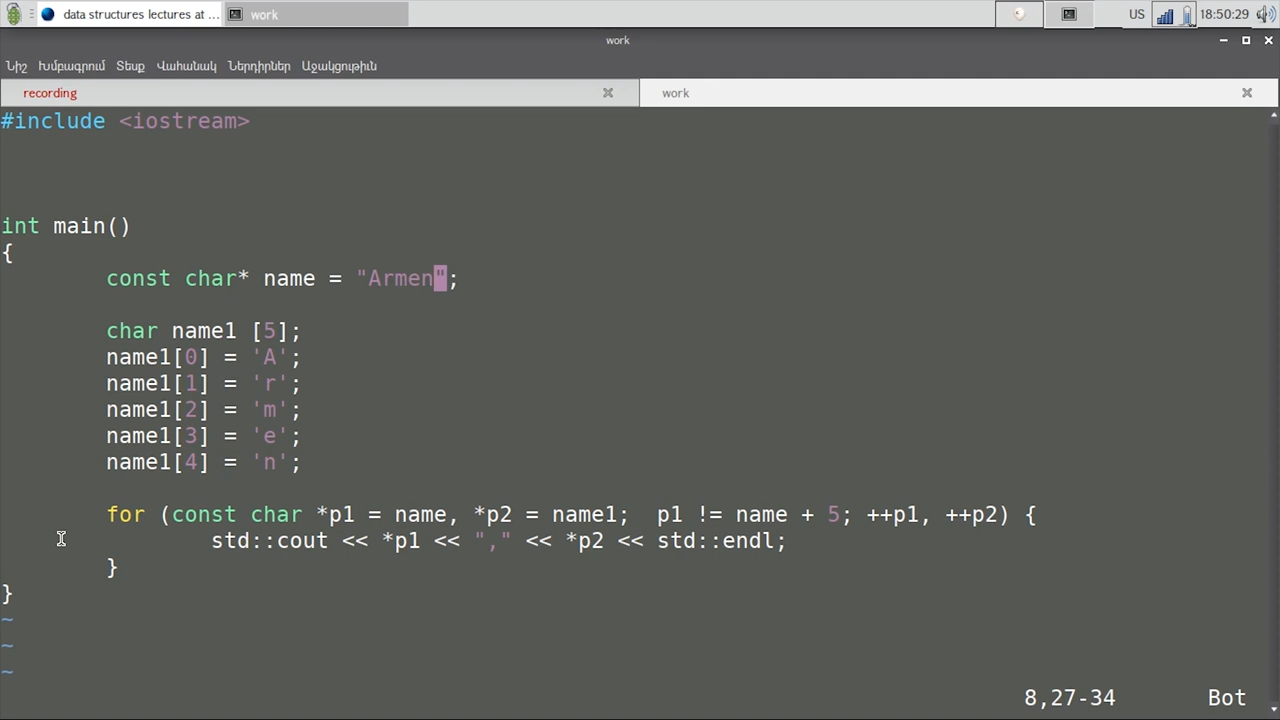 data structures lectures at ...
work
US
18:50:29
work
Նիշ Խմբագրում Տեսք Վահանակ Ներդիրներ Աջակցութիւն
recording
work
#include <iostream>
int main()
{
const char* name = "Armen";
char name1 [5];
name1[0] = 'A';
name1[1] = 'r';
name1[2] = 'm';
name1[3] = 'e';
name1[4] = 'n';
for (const char *p1 = name, *p2 = name1;  p1 != name + 5; ++p1, ++p2) {
std::cout << *p1 << "," << *p2 << std::endl;
}
}
~
~
~
8,27-34 Bot